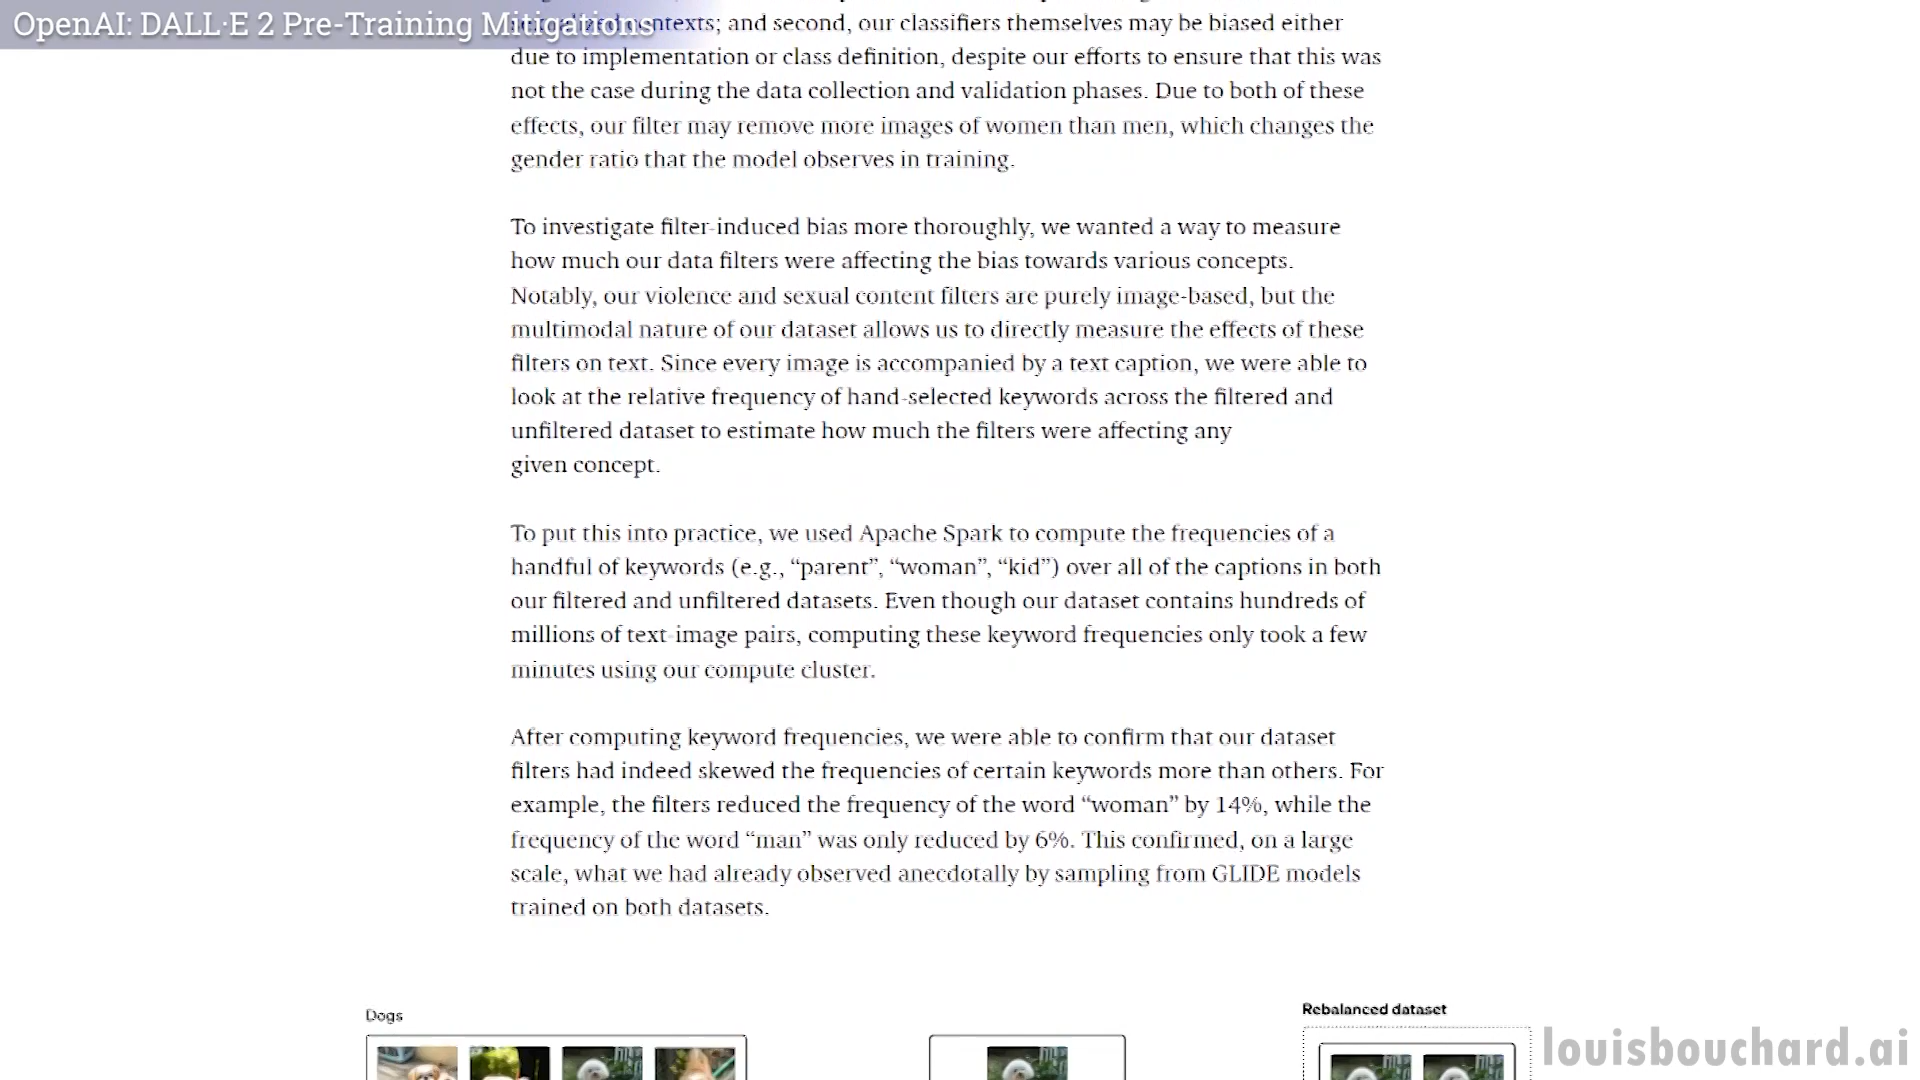 OpenAI: DALL·E 2 Pre-Training Mitigations
contexts; and second, our classifiers themselves may be biased either
due to implementation or class definition, despite our efforts to ensure that this was
not the case during the data collection and validation phases. Due to both of these
effects, our filter may remove more images of women than men, which changes the
gender ratio that the model observes in training.
To investigate filter-induced bias more thoroughly, we wanted a way to measure
how much our data filters were affecting the bias towards various concepts.
Notably, our violence and sexual content filters are purely image-based, but the
multimodal nature of our dataset allows us to directly measure the effects of these
filters on text. Since every image is accompanied by a text caption, we were able to
look at the relative frequency of hand-selected keywords across the filtered and
unfiltered dataset to estimate how much the filters were affecting any
given concept.
To put this into practice, we used Apache Spark to compute the frequencies of a
handful of keywords (e.g., “parent”, “woman”, “kid”) over all of the captions in both
our filtered and unfiltered datasets. Even though our dataset contains hundreds of
millions of text-image pairs, computing these keyword frequencies only took a few
minutes using our compute cluster.
After computing keyword frequencies, we were able to confirm that our dataset
filters had indeed skewed the frequencies of certain keywords more than others. For
example, the filters reduced the frequency of the word “woman” by 14%, while the
frequency of the word “man” was only reduced by 6%. This confirmed, on a large
scale, what we had already observed anecdotally by sampling from GLIDE models
trained on both datasets.
Dogs
Rebalanced dataset
louisbouchard.ai